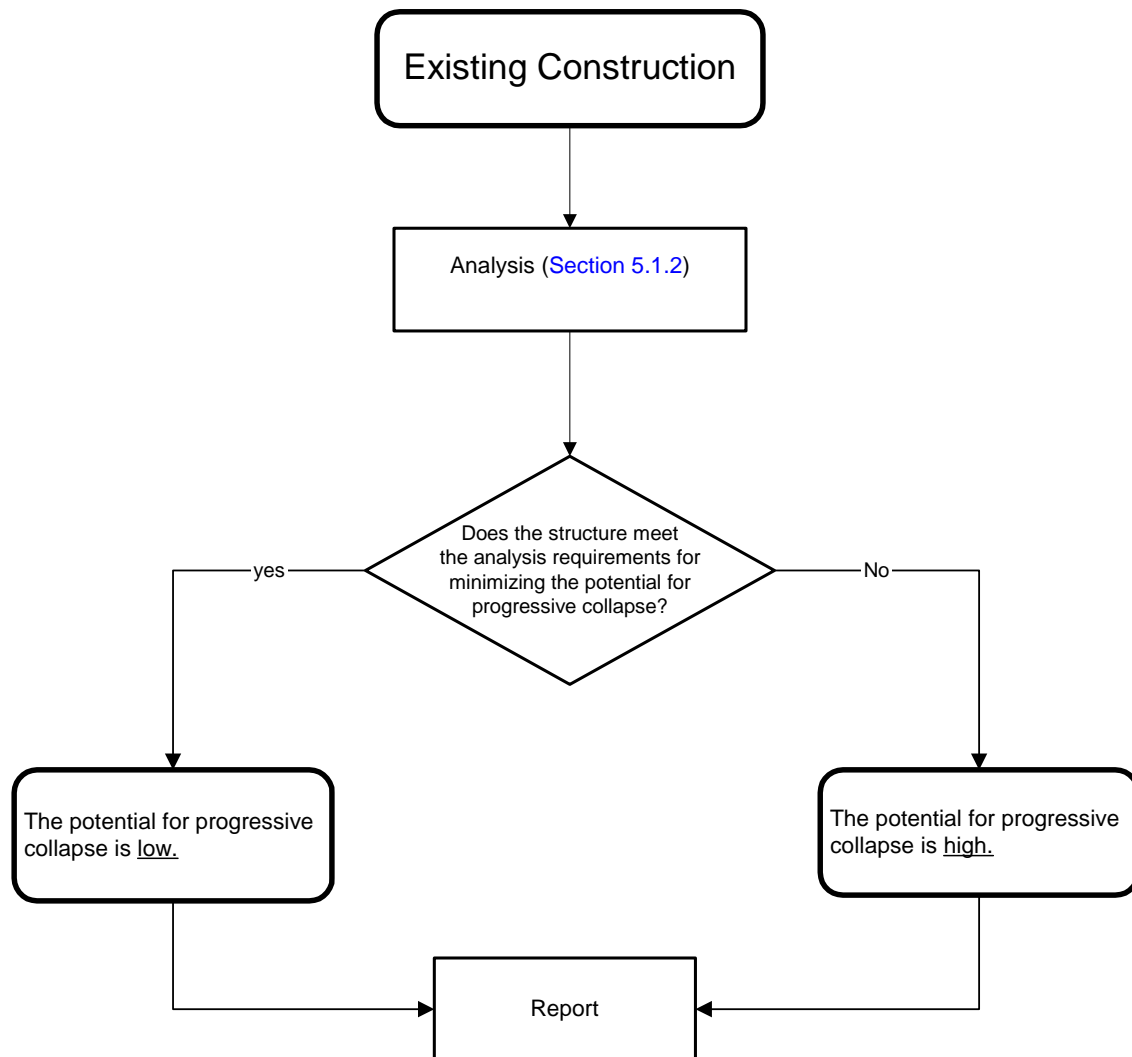 Existing Construction
Analysis (Section 5.1.2)
Does the structure meet
the analysis requirements for
minimizing the potential for
progressive collapse?
yes
No
The potential for progressive
collapse is low.
The potential for progressive
collapse is high.
Report